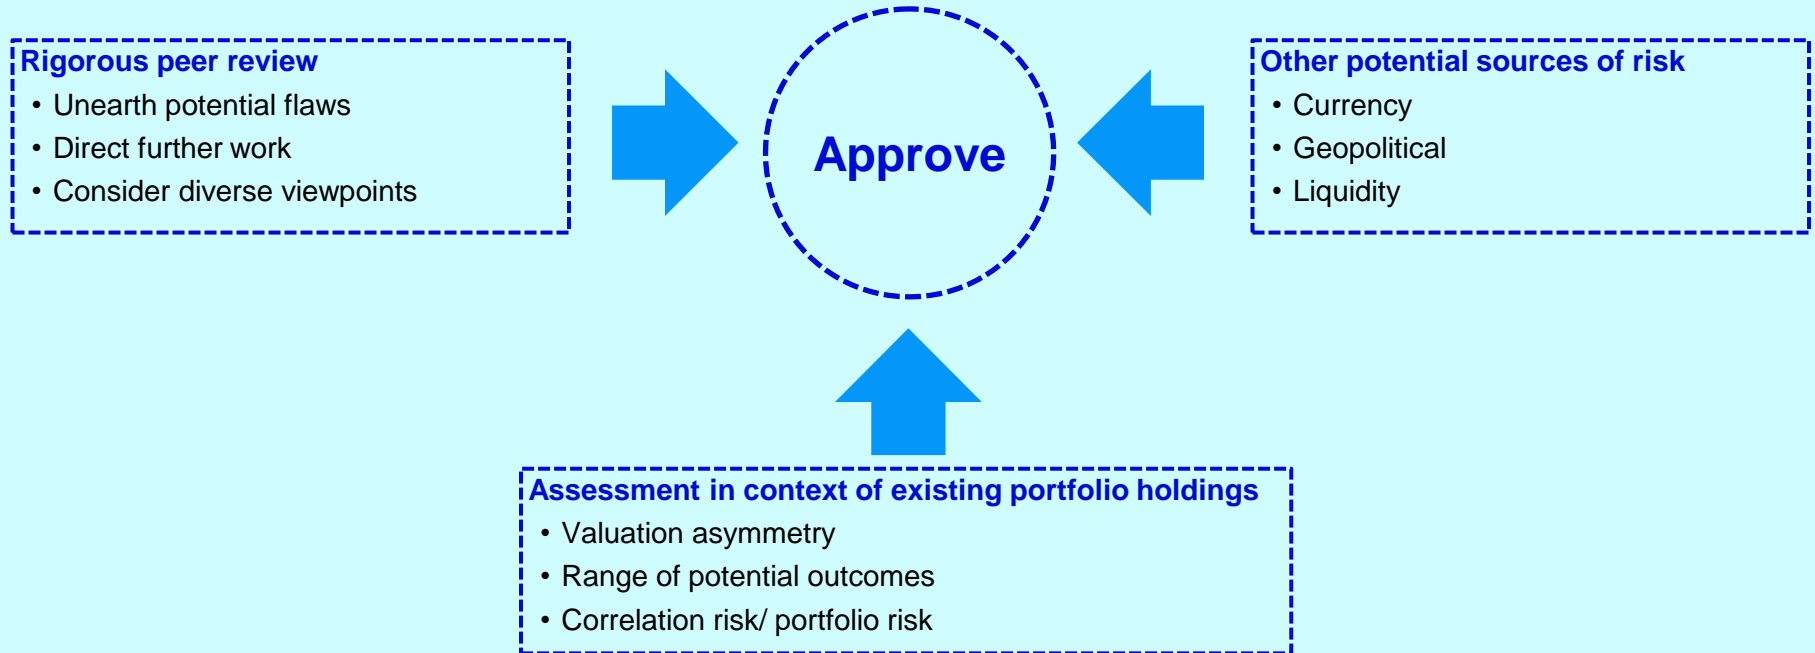 Rigorous peer review
• Unearth potential flaws
• Direct further work
• Consider diverse viewpoints
Approve
Other potential sources of risk
• Currency
• Geopolitical
• Liquidity
Assessment in context of existing portfolio holdings
• Valuation asymmetry
• Range of potential outcomes
• Correlation risk/ portfolio risk